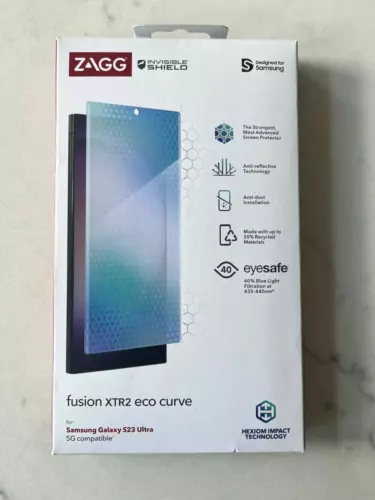 ZAGG
INVISIBLE
SHIELD
Designed for
Samsung
The Strongest,
Most Advanced
Screen Protector
Anti-reflective
Technology
Anti-dust
Installation
Made with up to
50% Recycled
Materials
40
eyesafe®
40% Blue Light
Filtration at
435-440nm*
fusion XTR2 eco curve
for
Samsung Galaxy S23 Ultra
5G compatible†
HEXIOM IMPACT
TECHNOLOGY